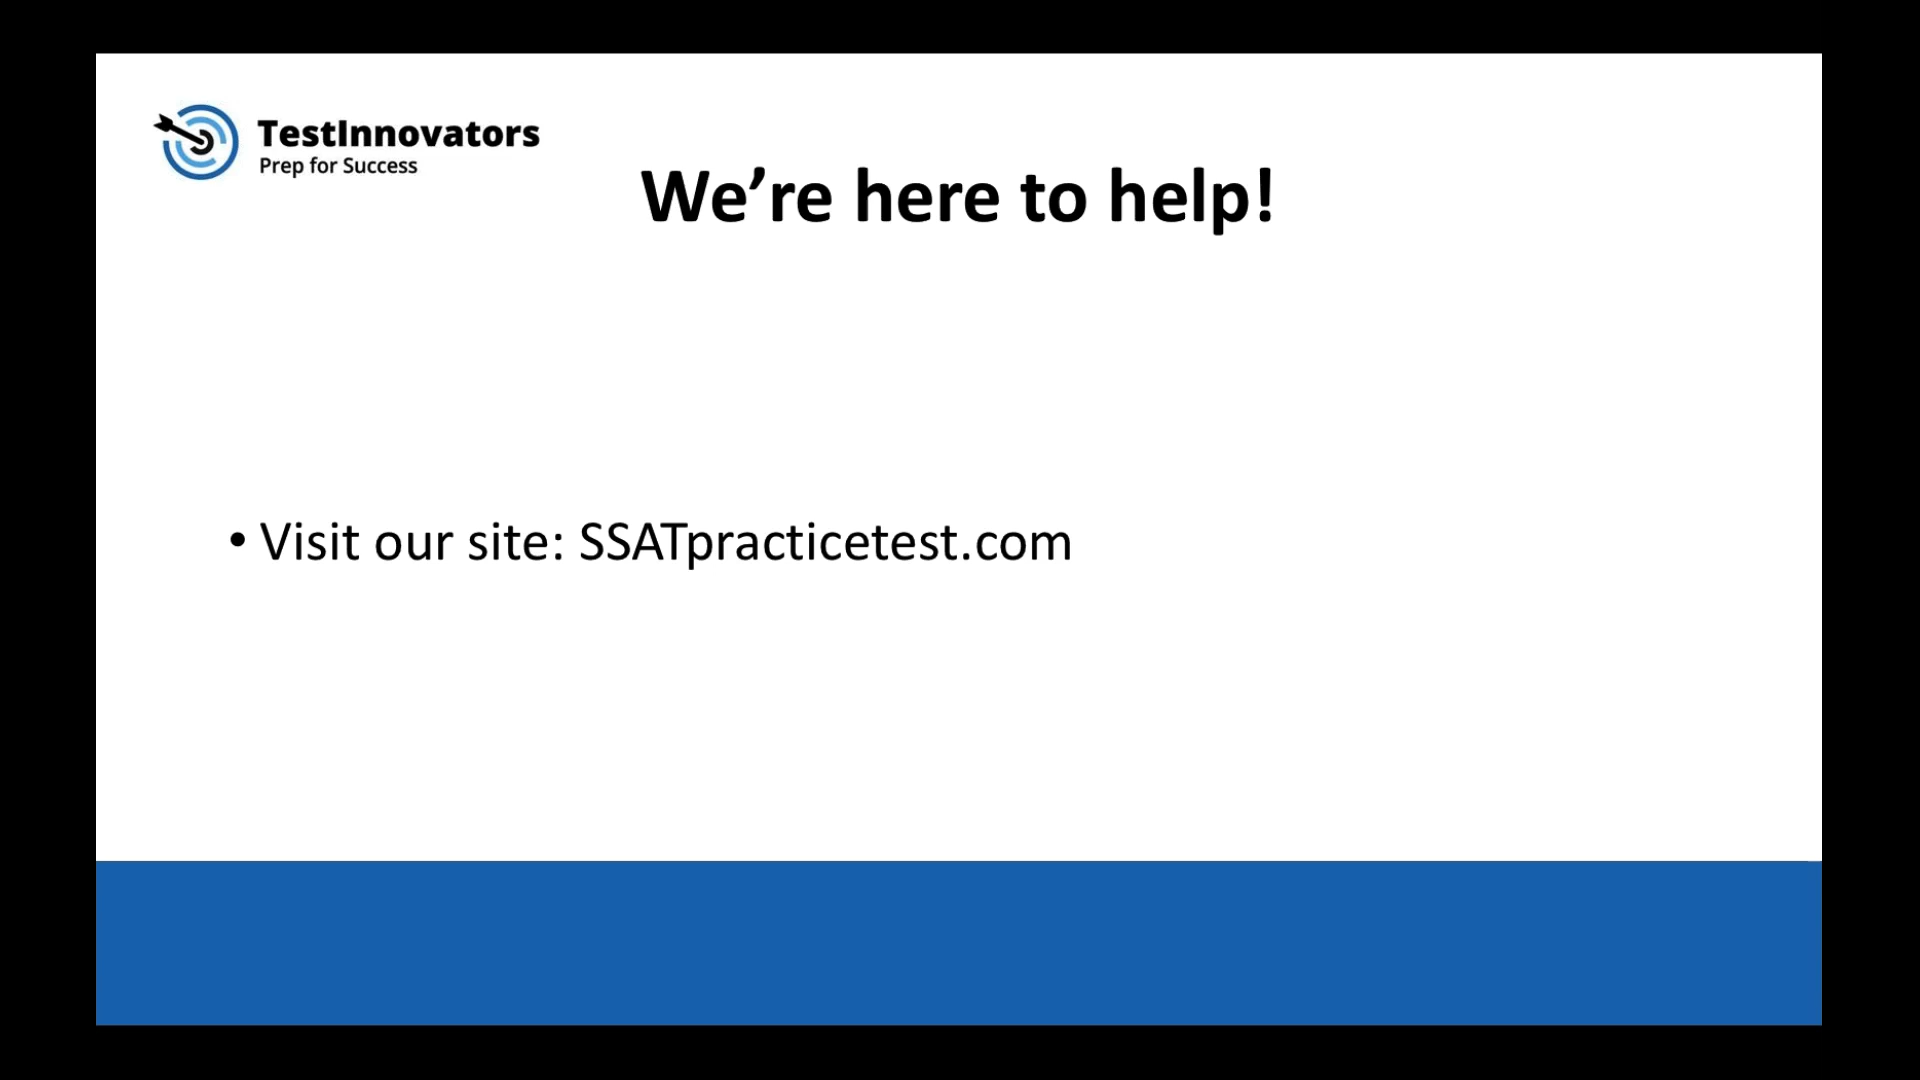 TestInnovators
Prep for Success
We’re here to help!
• Visit our site: SSATpracticetest.com